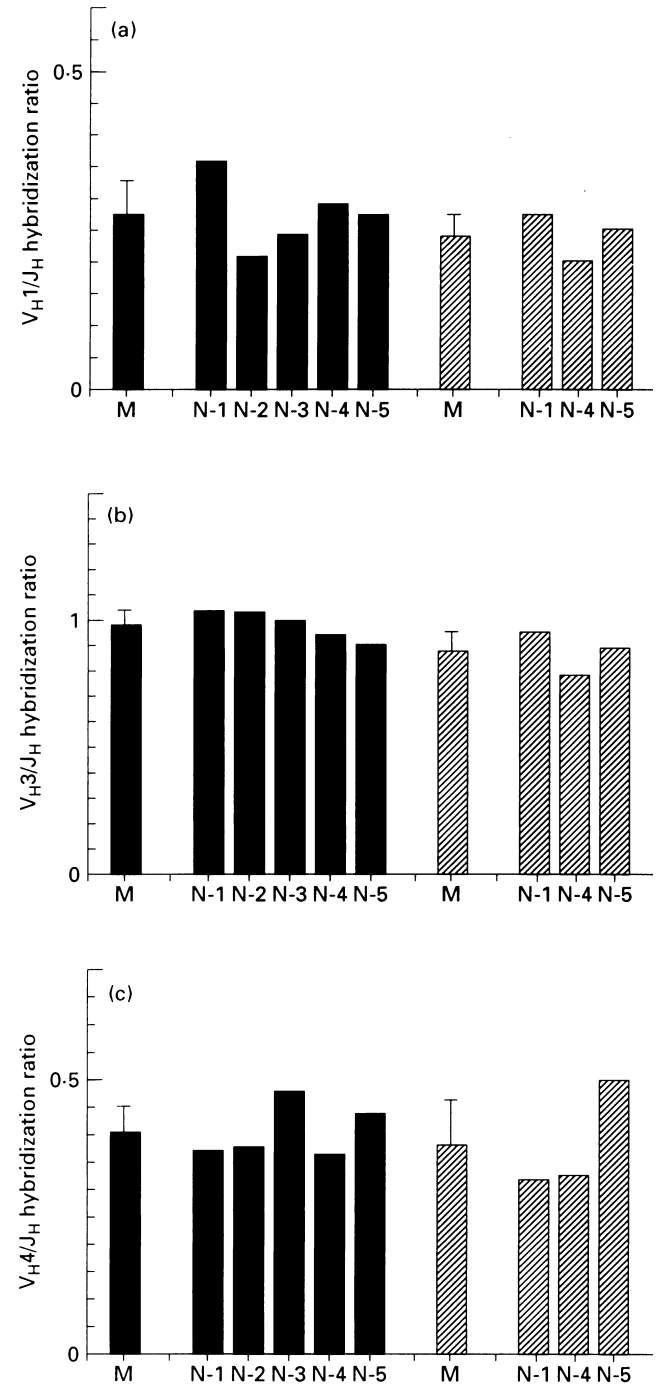 (a)
0·5
V_H1/J_H hybridization ratio
0
M N-1 N-2 N-3 N-4 N-5 M N-1 N-4 N-5
(b)
1
V_H3/J_H hybridization ratio
0
M N-1 N-2 N-3 N-4 N-5 M N-1 N-4 N-5
(c)
0·5
V_H4/J_H hybridization ratio
0
M N-1 N-2 N-3 N-4 N-5 M N-1 N-4 N-5